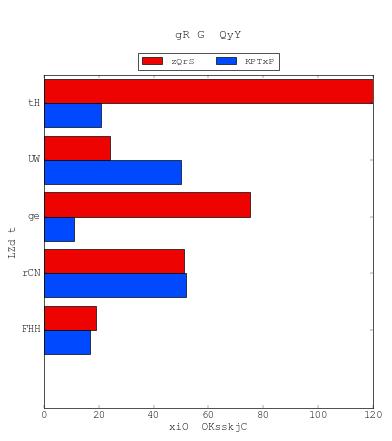 gR G  QyY
zQrS KPTxP
tH
UW
ge
rCN
FHH
LZd t
0 20 40 60 80 100 120
xiO  OKsskjC